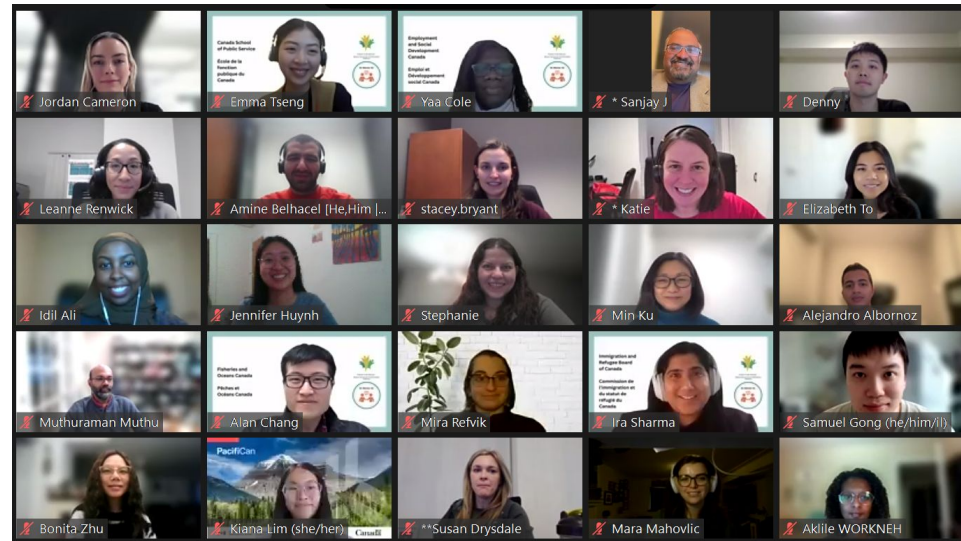 Canada School
of Public Service
École de la
fonction
publique du
Canada
Employment
and Social
Development
Canada
Emploi et
Développement
social Canada
Jordan Cameron
Emma Tseng
Yaa Cole
* Sanjay J
Denny
Leanne Renwick
Amine Belhacel [He,Him |...
stacey.bryant
* Katie
Elizabeth To
Idil Ali
Jennifer Huynh
Stephanie
Min Ku
Alejandro Albornoz
Fisheries and
Oceans Canada
Pêches et
Océans Canada
Immigration and
Refugee Board
of Canada
Commission de
l'immigration et
du statut de
réfugié du
Canada
Muthuraman Muthu
Alan Chang
Mira Refvik
Ira Sharma
Samuel Gong (he/him/il)
PacifiCan
Bonita Zhu
Kiana Lim (she/her)
Canada
**Susan Drysdale
Mara Mahovlic
Aklile WORKNEH